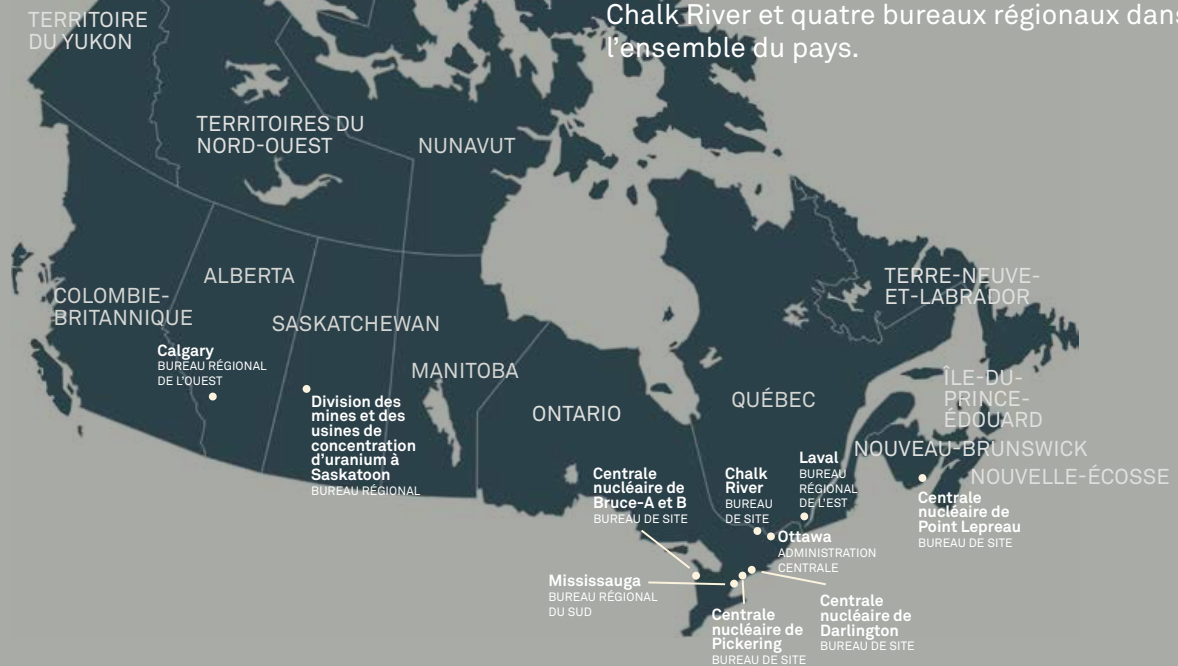 Chalk River et quatre bureaux régionaux dans
l'ensemble du pays.
TERRITOIRE
DU YUKON
TERRITOIRES DU
NORD-OUEST
NUNAVUT
COLOMBIE-
BRITANNIQUE
ALBERTA
SASKATCHEWAN
MANITOBA
ONTARIO
QUÉBEC
TERRE-NEUVE-
ET-LABRADOR
ÎLE-DU-
PRINCE-
ÉDOUARD
NOUVEAU-BRUNSWICK
NOUVELLE-ÉCOSSE
Calgary
BUREAU RÉGIONAL
DE L'OUEST
Division des
mines et des
usines de
concentration
d'uranium à
Saskatoon
BUREAU RÉGIONAL
Centrale
nucléaire de
Bruce-A et B
BUREAU DE SITE
Chalk
River
BUREAU
DE SITE
Laval
BUREAU
RÉGIONAL
DE L'EST
Ottawa
ADMINISTRATION
CENTRALE
Centrale
nucléaire de
Point Lepreau
BUREAU DE SITE
Mississauga
BUREAU RÉGIONAL
DU SUD
Centrale
nucléaire de
Pickering
BUREAU DE SITE
Centrale
nucléaire de
Darlington
BUREAU DE SITE